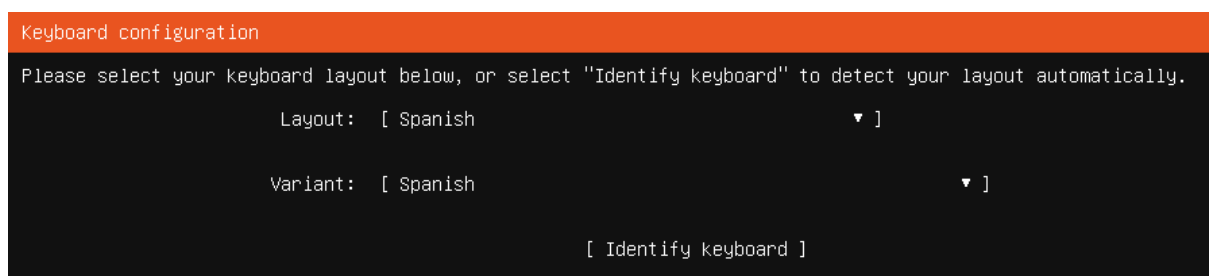 Keyboard configuration
Please select your keyboard layout below, or select "Identify keyboard" to detect your layout automatically.
Layout: [ Spanish ▾ ]
Variant: [ Spanish ▾ ]
[ Identify keyboard ]